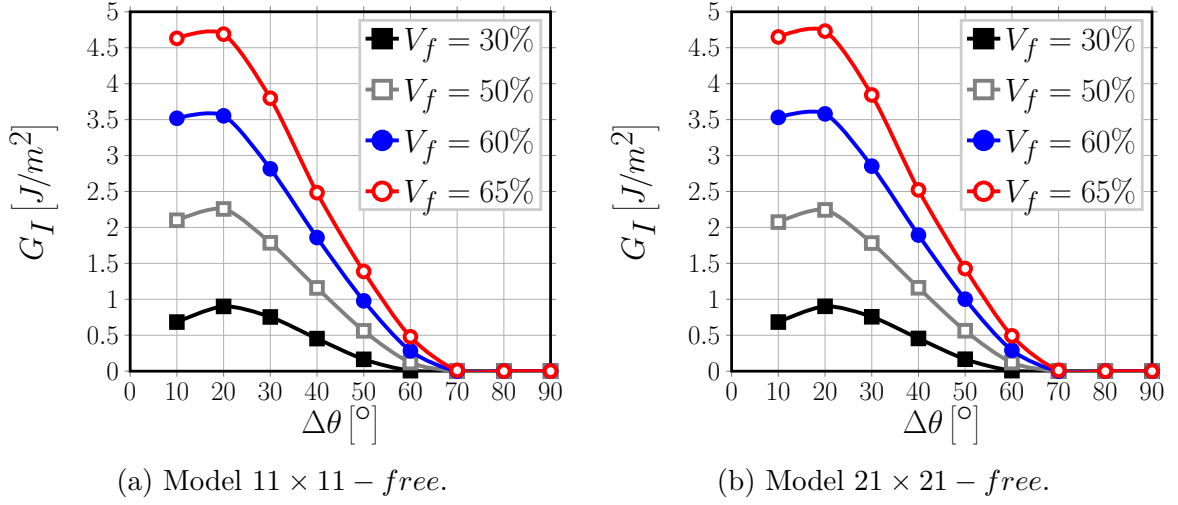 5
4.5
4
3.5
3
2.5
2
1.5
1
0.5
0
G_I [J/m²]
0 10 20 30 40 50 60 70 80 90
Δθ [°]
V_f = 30%
V_f = 50%
V_f = 60%
V_f = 65%
(a) Model 11 × 11 − free.
5
4.5
4
3.5
3
2.5
2
1.5
1
0.5
0
G_I [J/m²]
0 10 20 30 40 50 60 70 80 90
Δθ [°]
V_f = 30%
V_f = 50%
V_f = 60%
V_f = 65%
(b) Model 21 × 21 − free.